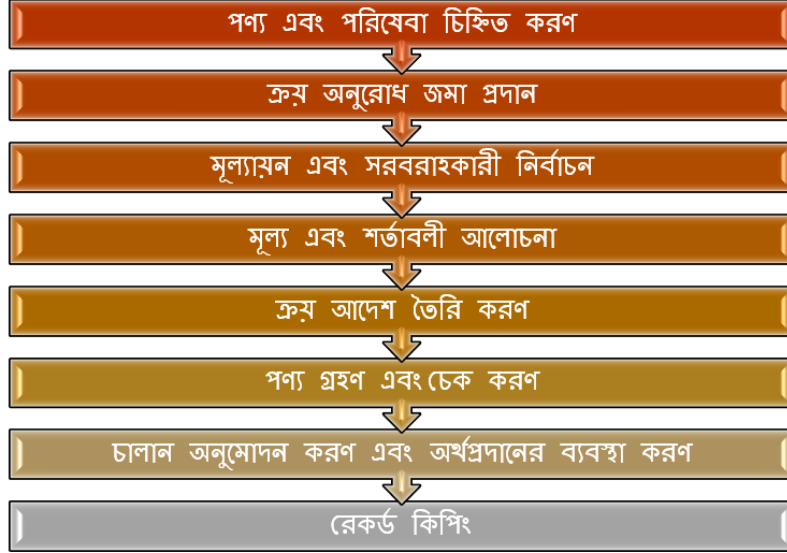 পণ্য এবং পরিষেবা চিহ্নিত করণ
ক্রয় অনুরোধ জমা প্রদান
মূল্যায়ন এবং সরবরাহকারী নির্বাচন
মূল্য এবং শর্তাবলী আলোচনা
ক্রয় আদেশ তৈরি করণ
পণ্য গ্রহণ এবং চেক করণ
চালান অনুমোদন করণ এবং অর্থপ্রদানের ব্যবস্থা করণ
রেকর্ড কিপিং